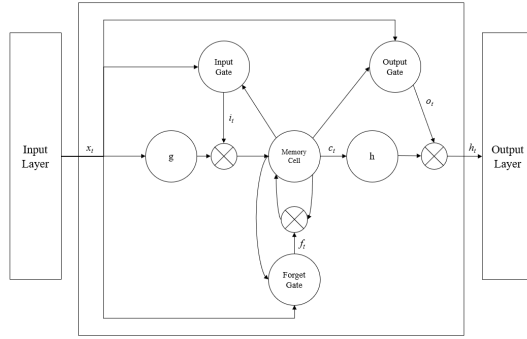 Input
Gate
Output
Gate
i_t
o_t
Input
Layer
x_t
g
Memory
Cell
c_t
h
h_t
Output
Layer
f_t
Forget
Gate